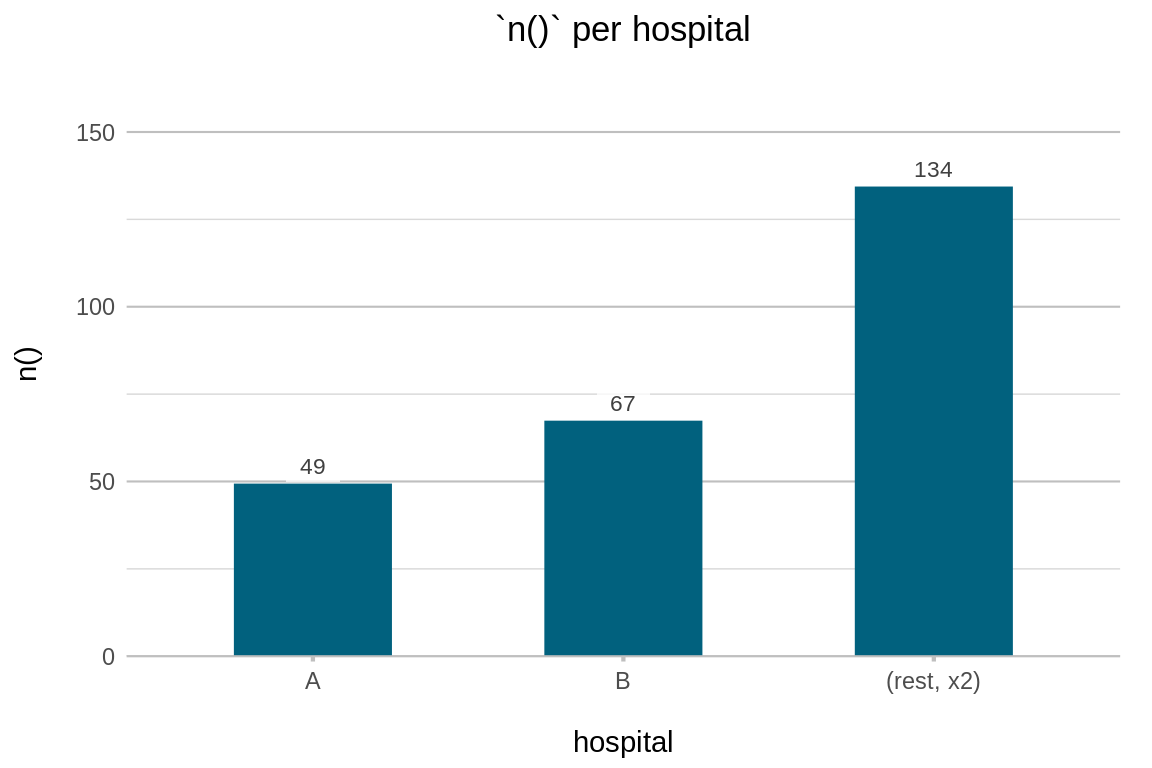 `n()` per hospital
150
134
100
n()
67
49
50
0
A B (rest, x2)
hospital